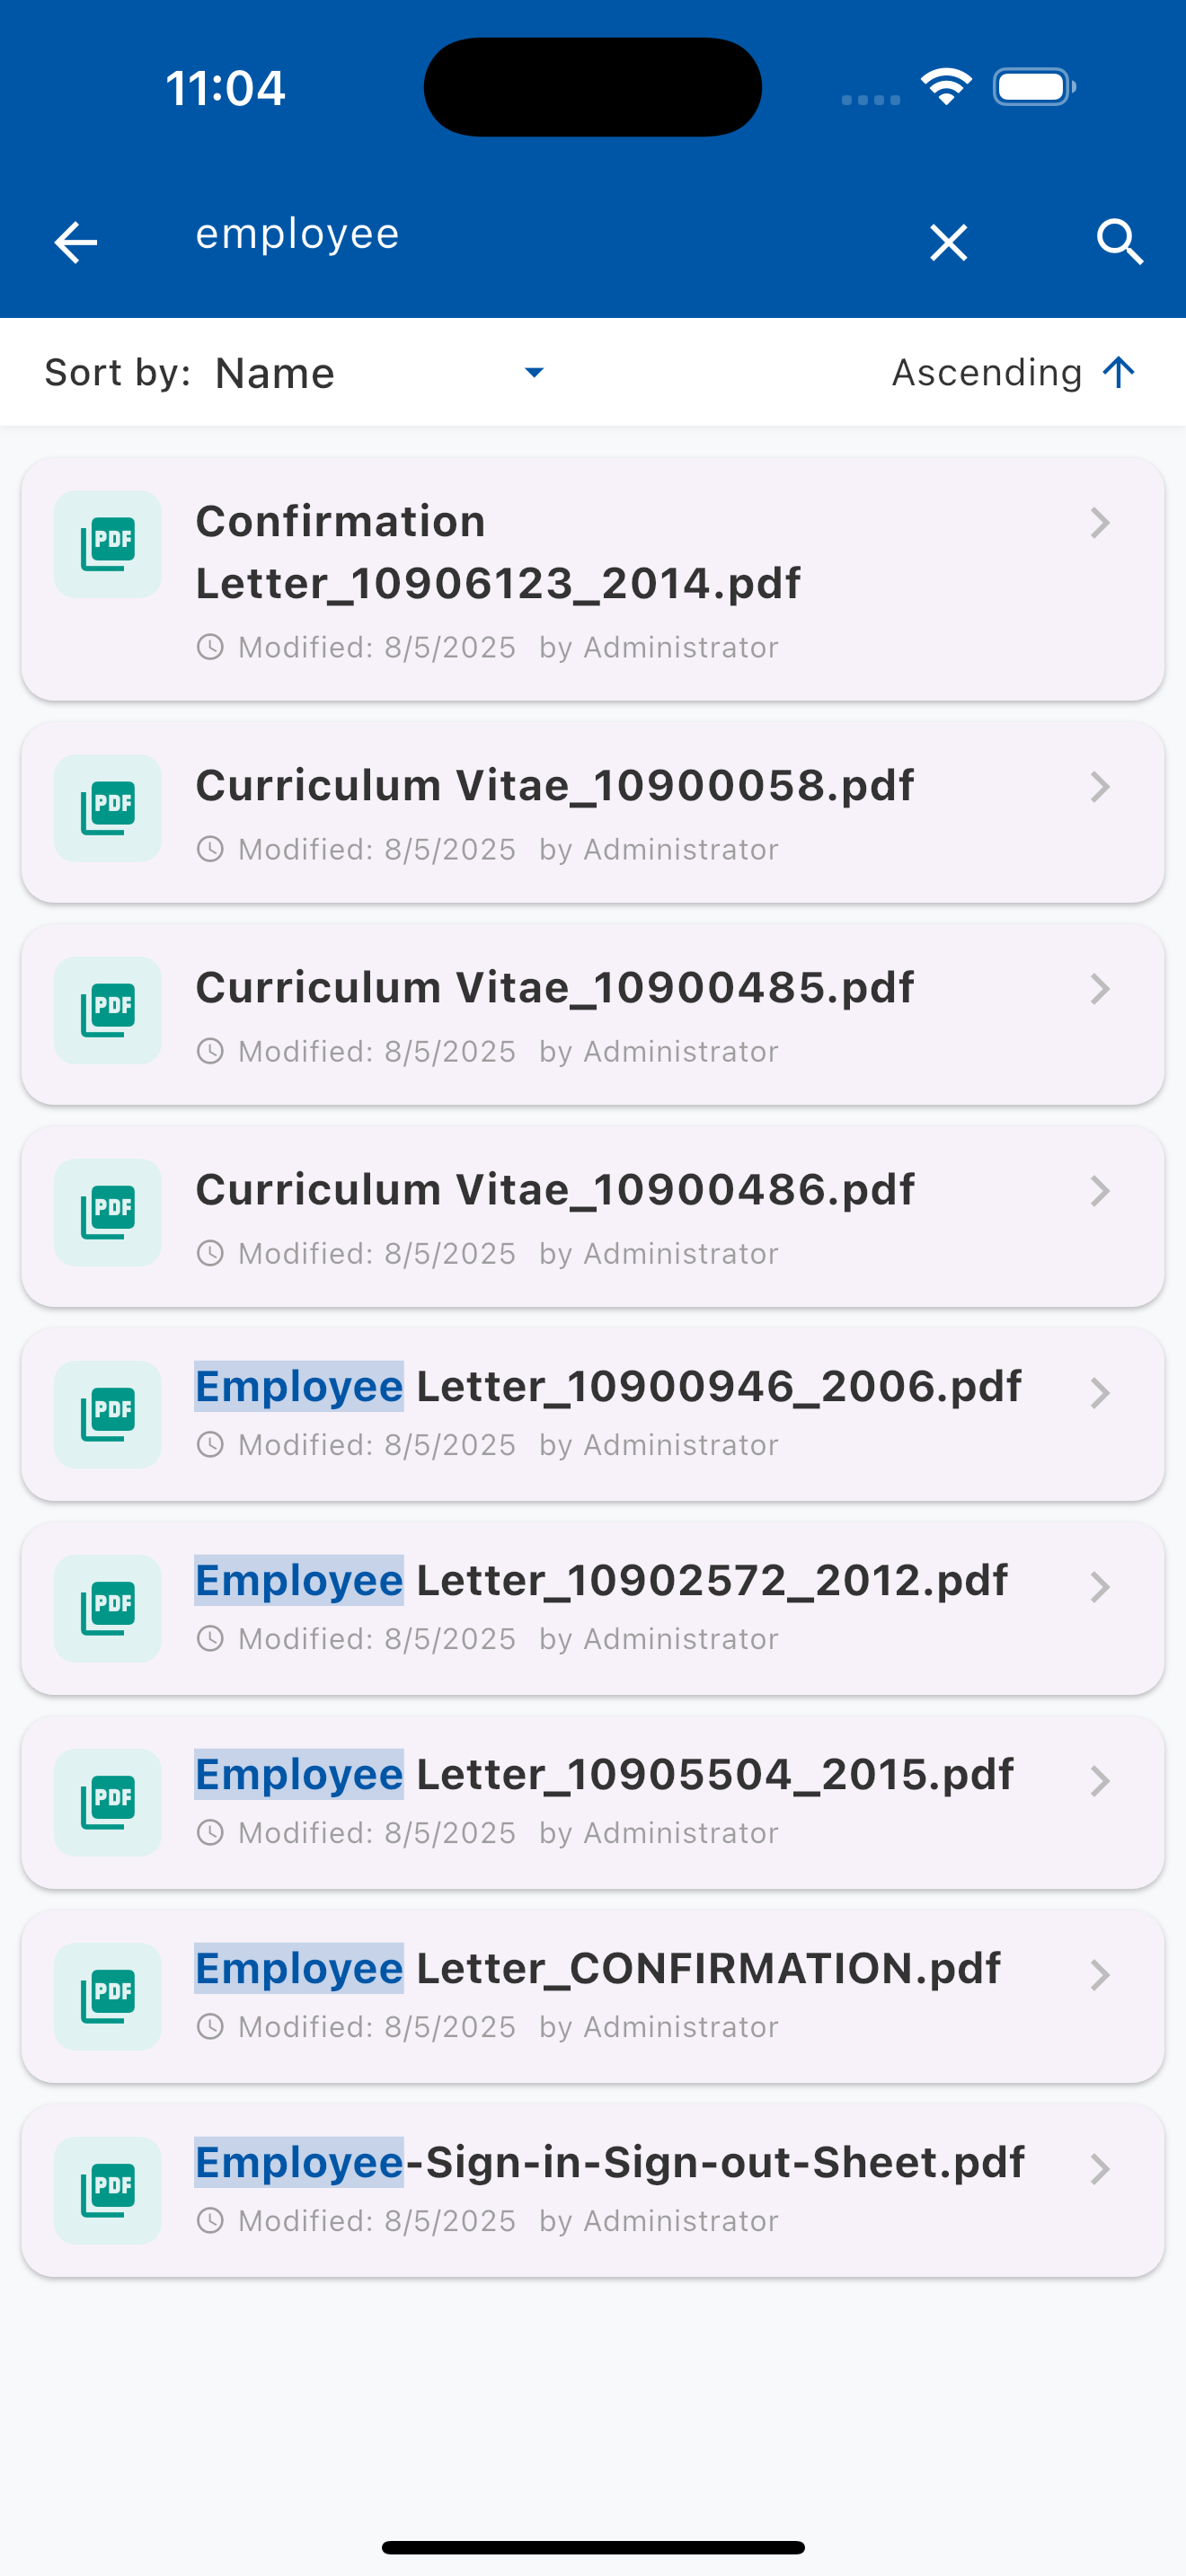 11:04
employee
Sort by: Name Ascending
PDF
Confirmation
Letter_10906123_2014.pdf
Modified: 8/5/2025 by Administrator
PDF
Curriculum Vitae_10900058.pdf
Modified: 8/5/2025 by Administrator
PDF
Curriculum Vitae_10900485.pdf
Modified: 8/5/2025 by Administrator
PDF
Curriculum Vitae_10900486.pdf
Modified: 8/5/2025 by Administrator
PDF
Employee Letter_10900946_2006.pdf
Modified: 8/5/2025 by Administrator
PDF
Employee Letter_10902572_2012.pdf
Modified: 8/5/2025 by Administrator
PDF
Employee Letter_10905504_2015.pdf
Modified: 8/5/2025 by Administrator
PDF
Employee Letter_CONFIRMATION.pdf
Modified: 8/5/2025 by Administrator
PDF
Employee-Sign-in-Sign-out-Sheet.pdf
Modified: 8/5/2025 by Administrator